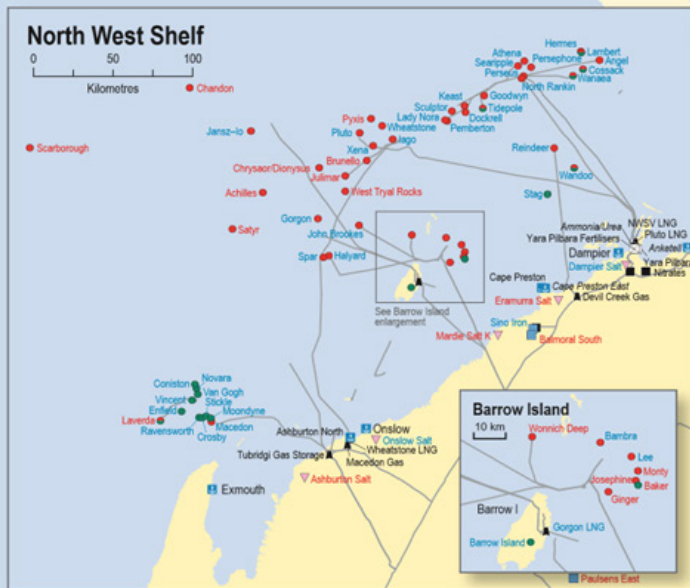 North West Shelf
0 100
Kilometres
Chandon
Scarborough
Jansz–Io
Hermes
Lambert
Athena
Persephone
Angel
Searipple
Cossack
Perseus
Wanaea
North Rankin
Keast
Goodwyn
Sculptor
Tidepole
Lady Nora
Dockrell
Pemberton
Pyxis
Wheatstone
Pluto
Iago
Xena
Reindeer
Brunello
Chrysaor/Dionysus
Julimar
Wandoo
Achilles
West Tryal Rocks
Stag
Satyr
Gorgon
John Brookes
Spar
Halyard
Ammonia/Urea
NWSV LNG
Pluto LNG
Yara Pilbara Fertilisers
Anketell
Dampier
Yara Pilbara
Nitrates
Dampier Salt
Cape Preston
Cape Preston East
Devil Creek Gas
Eramurra Salt
See Barrow Island
enlargement
Sino Iron
Mardie Salt K
Balmoral South
Novara
Coniston
Van Gogh
Vincent
Stickle
Enfield
Moondyne
Laverda
Macedon
Ravensworth
Crosby
Ashburton North
Onslow
Onslow Salt
Wheatstone LNG
Tubridgi Gas Storage
Macedon Gas
Ashburton Salt
Exmouth
Barrow Island
10 km
Wonnich Deep
Bambra
Lee
Monty
Josephine
Baker
Ginger
Barrow I
Gorgon LNG
Barrow Island
Paulsens East